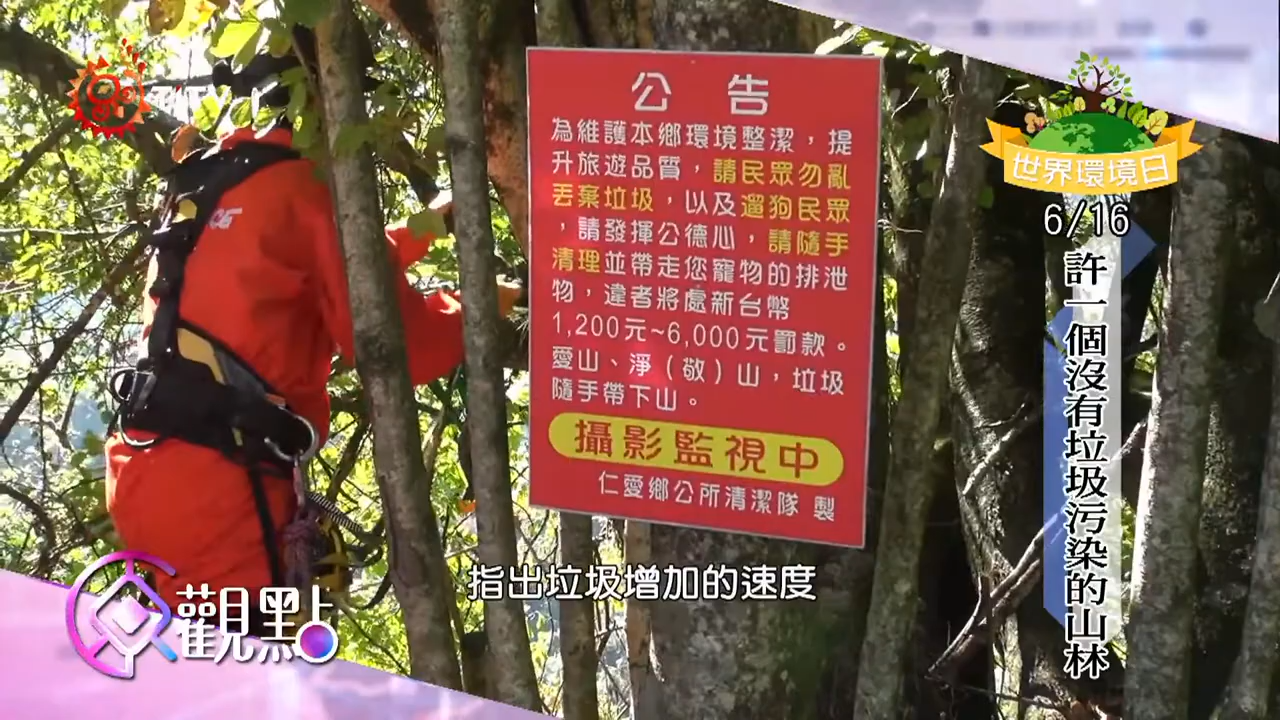 TITV
公 告
為維護本鄉環境整潔，提
升旅遊品質，請民眾勿亂
丟棄垃圾，以及遛狗民眾
，請發揮公德心，請隨手
清理並帶走您寵物的排泄
物，違者將處新台幣
1,200元~6,000元罰款。
愛山、淨（敬）山，垃圾
隨手帶下山。
攝影監視中
仁愛鄉公所清潔隊 製
世界環境日
6/16
許一個沒有垃圾污染的山林
指出垃圾增加的速度
觀點